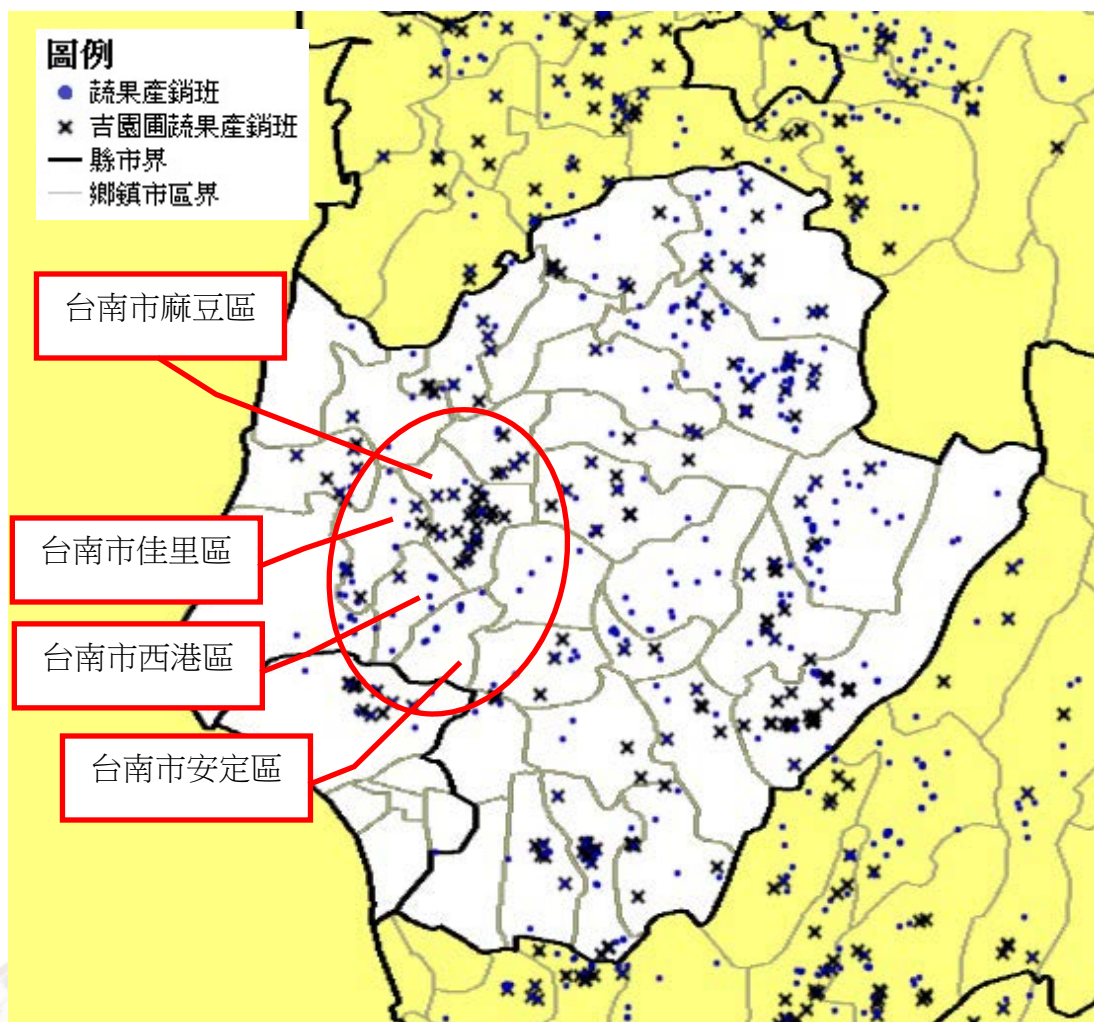 圖例
蔬果產銷班
吉園圃蔬果產銷班
縣市界
鄉鎮市區界
台南市麻豆區
台南市佳里區
台南市西港區
台南市安定區